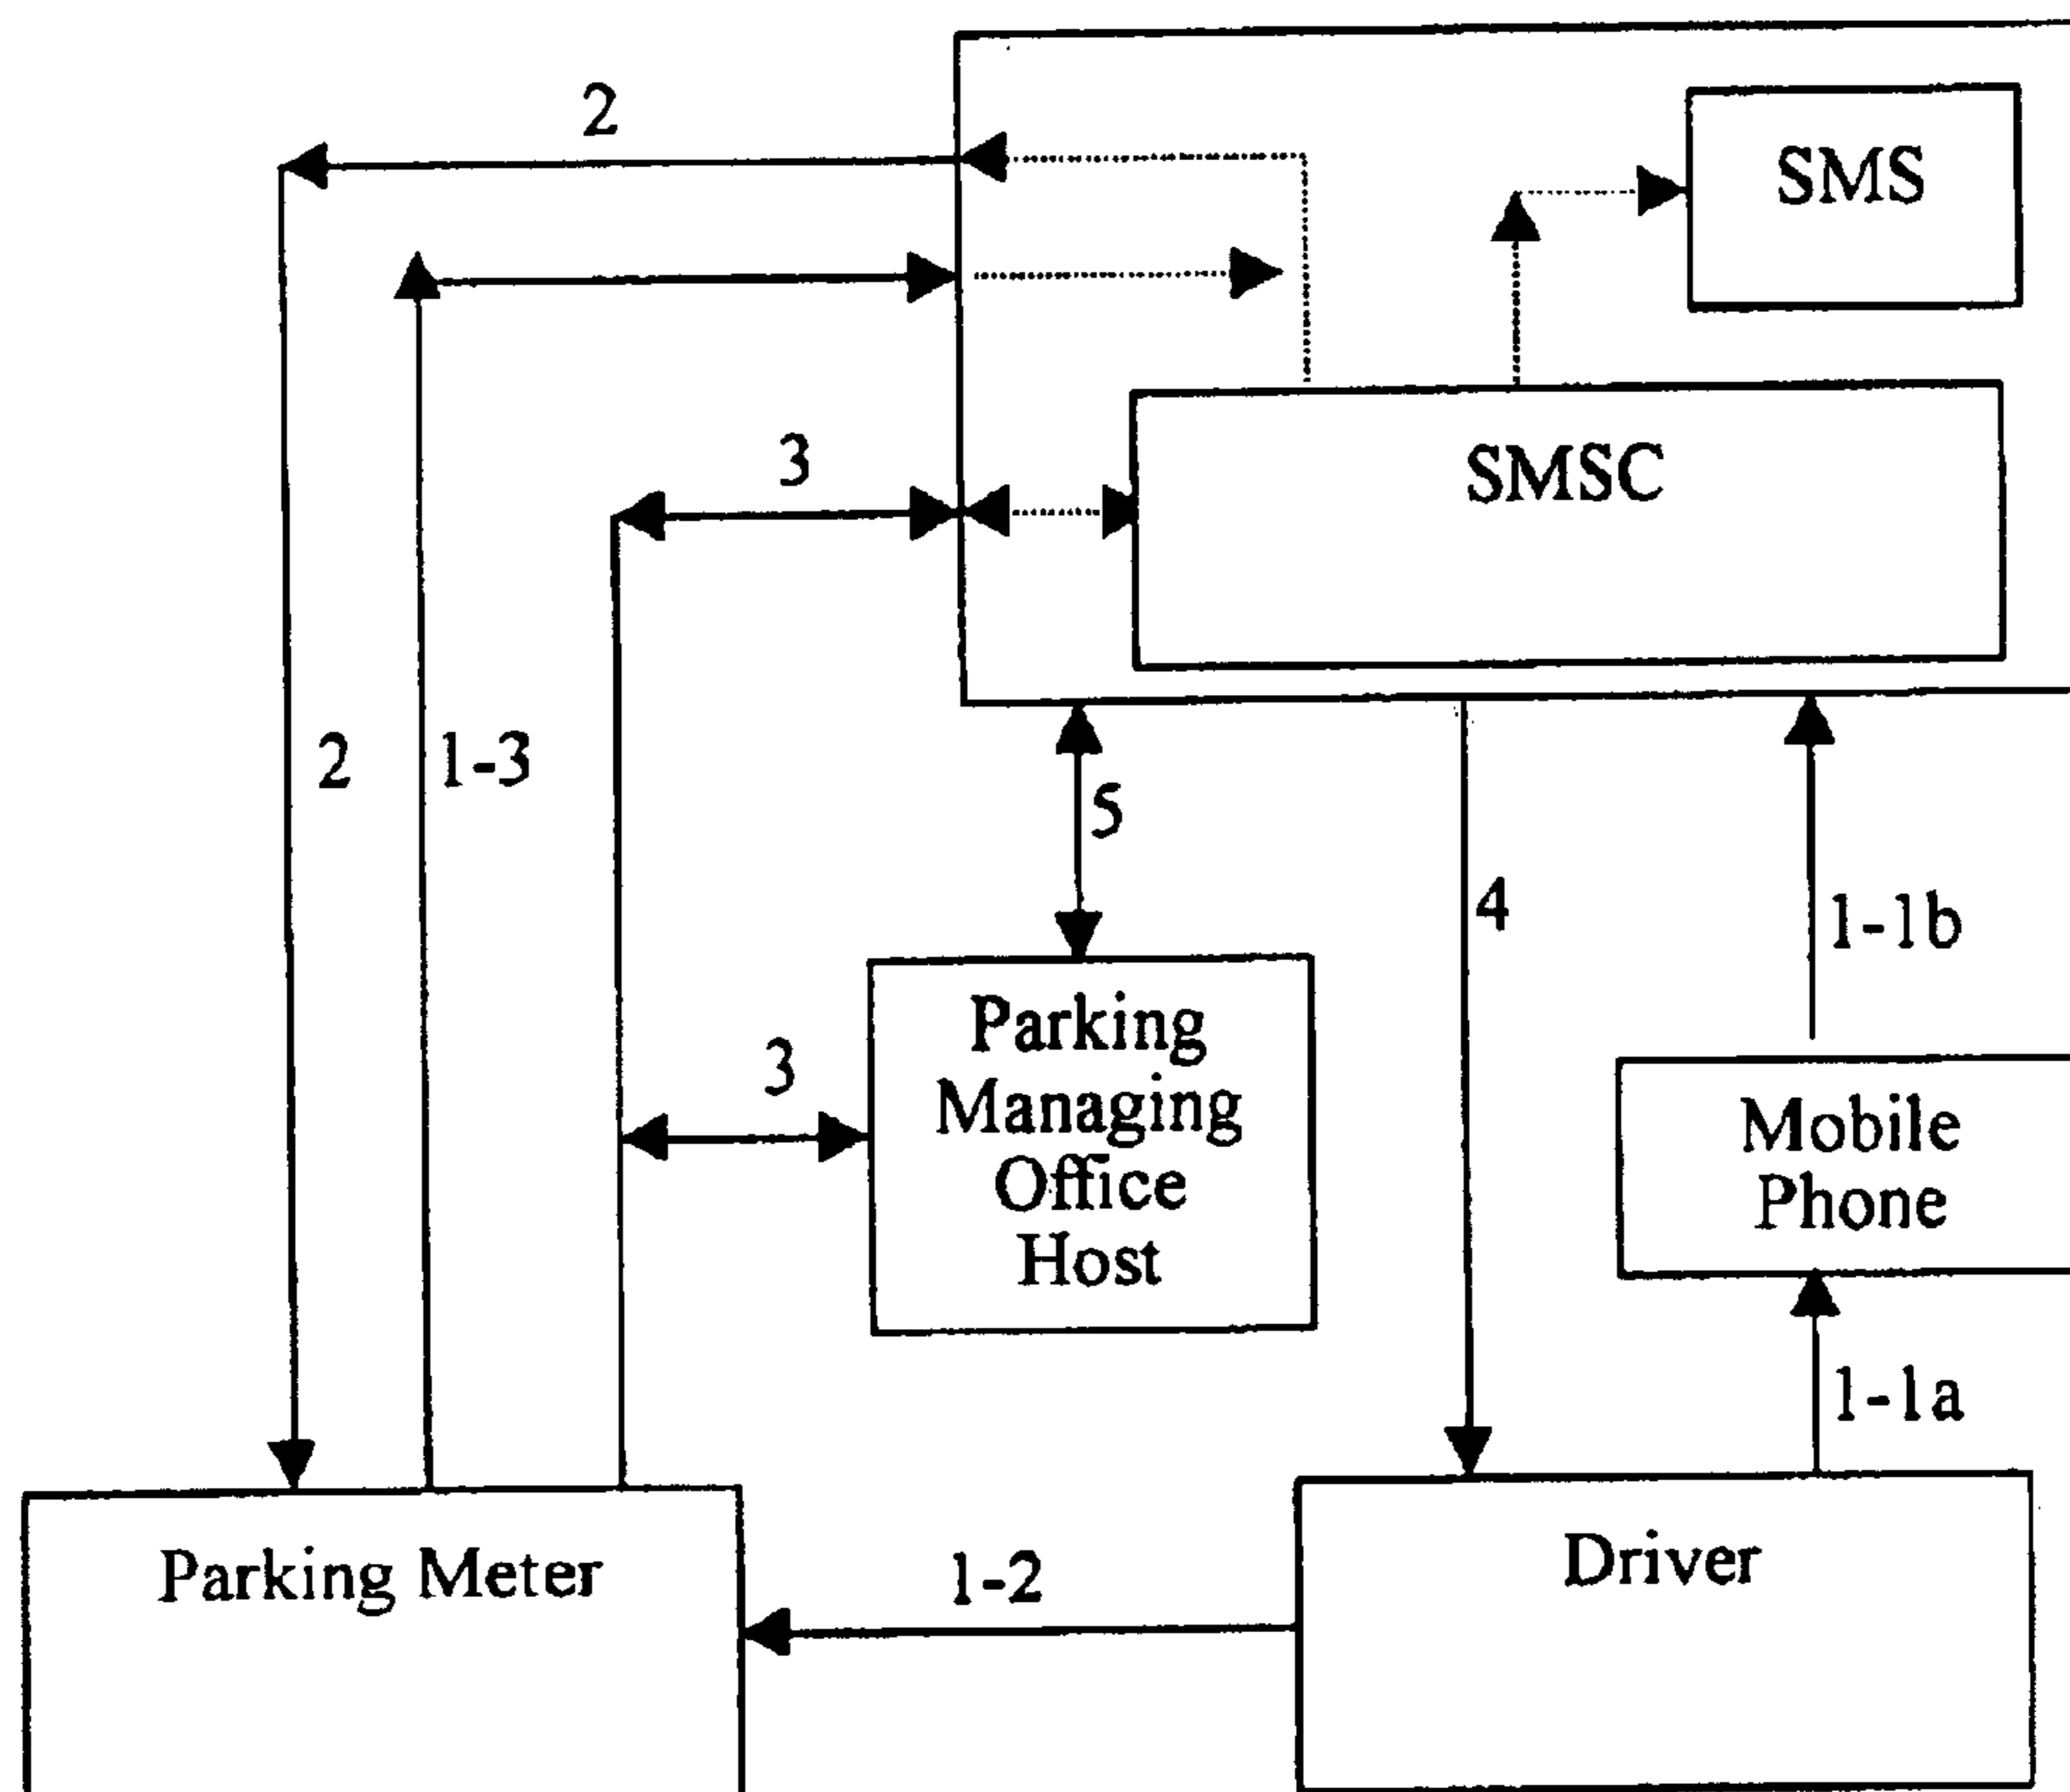 2
SMS
3
SMSC
2
1-3
5
4
1-1b
Parking
Managing
Office
Host
3
Mobile
Phone
1-1a
Parking Meter
1-2
Driver